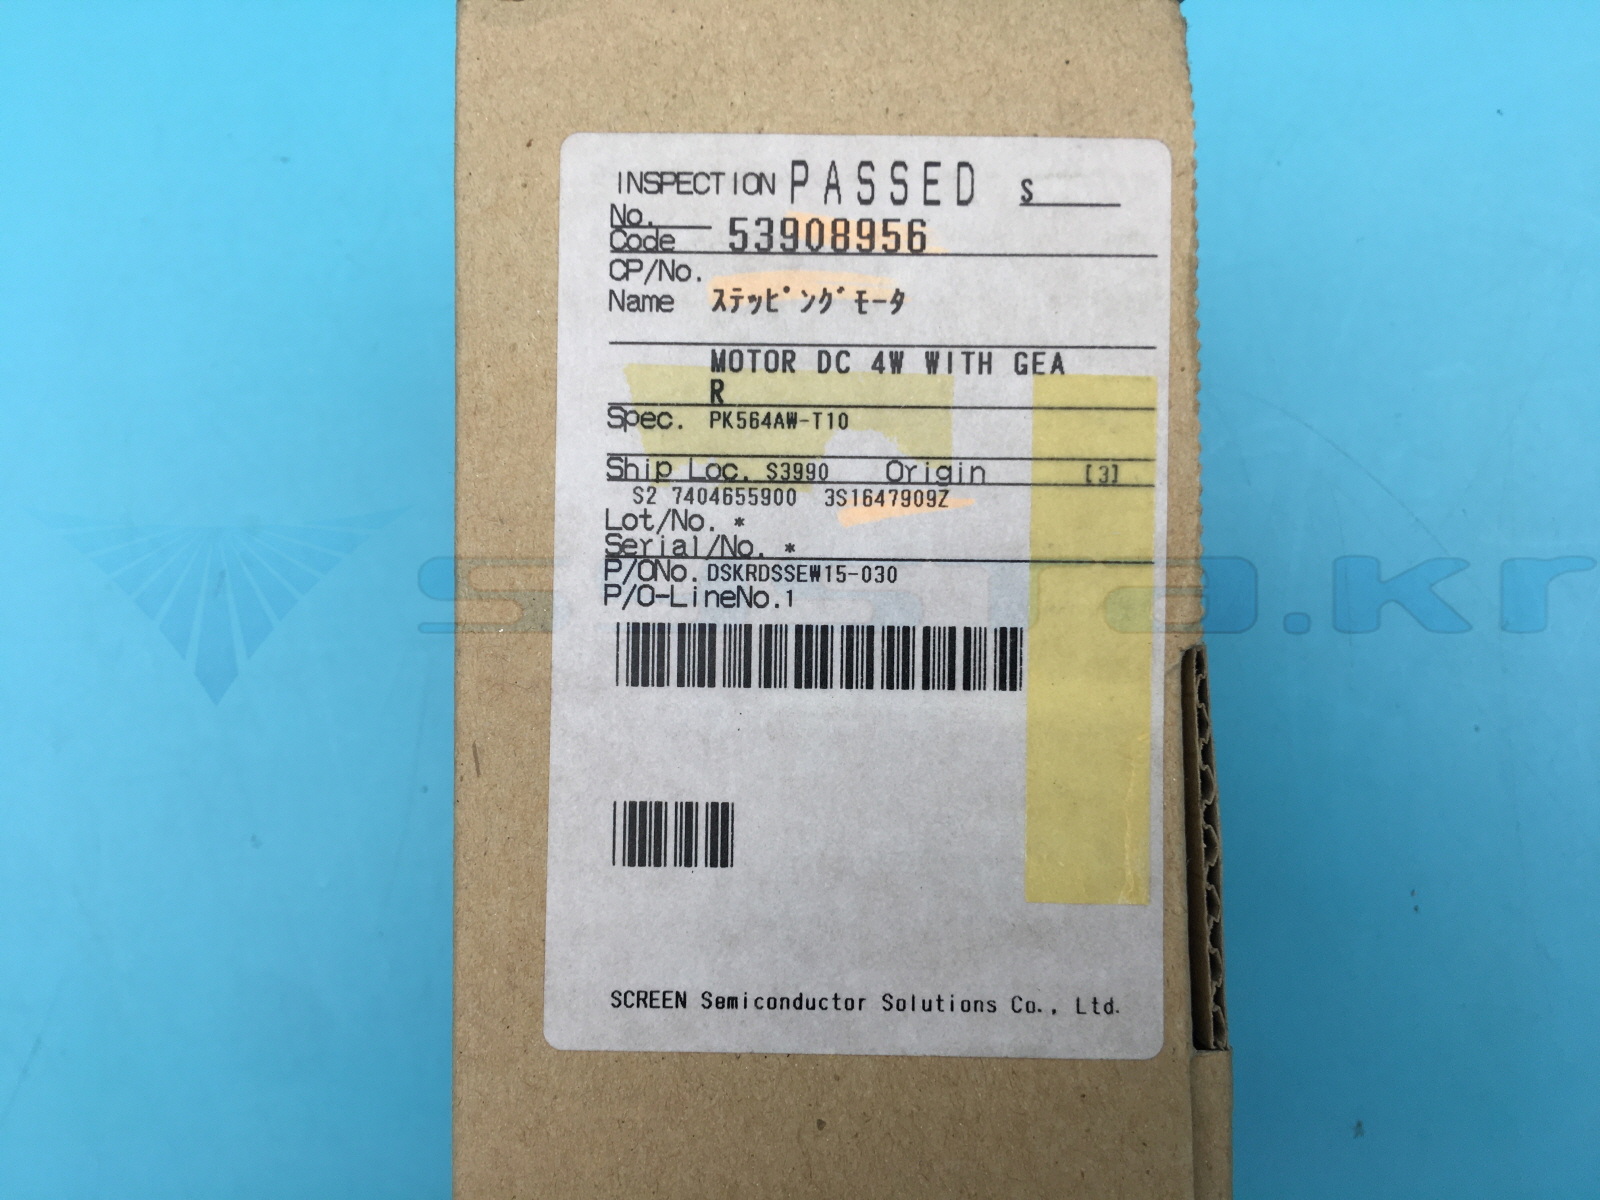 INSPECTION PASSED S
No.
Code 53908956
CP/No.
Name ｽﾃｯﾋﾟﾝｸﾞﾓｰﾀ
MOTOR DC 4W WITH GEA
R
Spec. PK564AW-T10
Ship Loc. S3990 Origin [3]
S2 7404655900 3S1647909Z
Lot/No. *
Serial/No. *
P/ONo. DSKRDSSEW15-030
P/O-LineNo.1
SCREEN Semiconductor Solutions Co., Ltd.